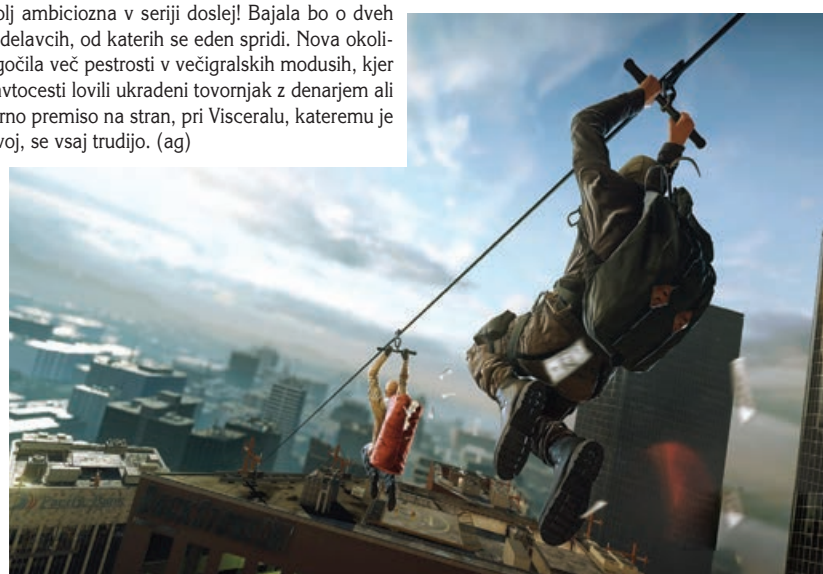 olj ambiciozna v seriji doslej! Bajala bo o dveh
delavcih, od katerih se eden spridi. Nova okoli-
gočila več pestrosti v večigralskih modusih, kjer
avtocesti lovili ukradeni tovornjak z denarjem ali
rno premiso na stran, pri Visceralu, kateremu je
voj, se vsaj trudijo. (ag)